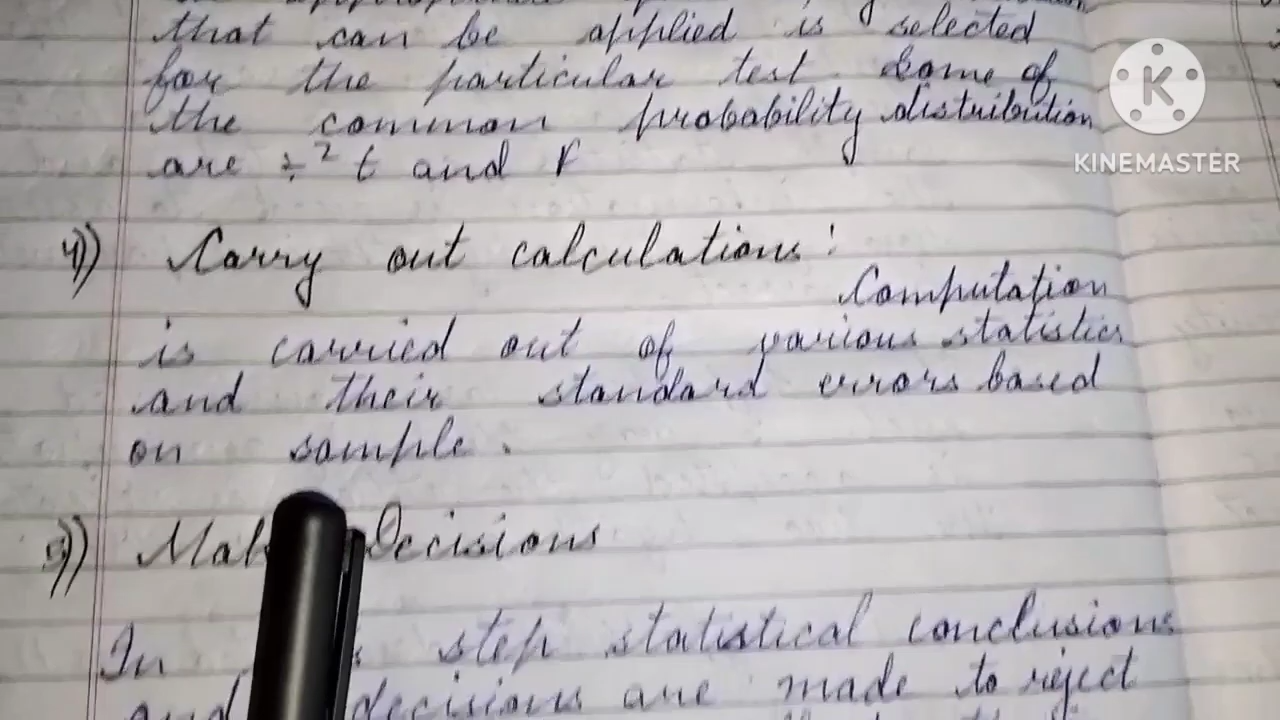 that can be applied is selected
for the particular test. Some of
the common probability distribution
are ÷² t and F
4)) Carry out calculations:
Computation
is carried out of various statistics
and their standard errors based
on sample.
5)) Decisions
In step statistical conclusions
and decisions are made to reject
K
KINEMASTER